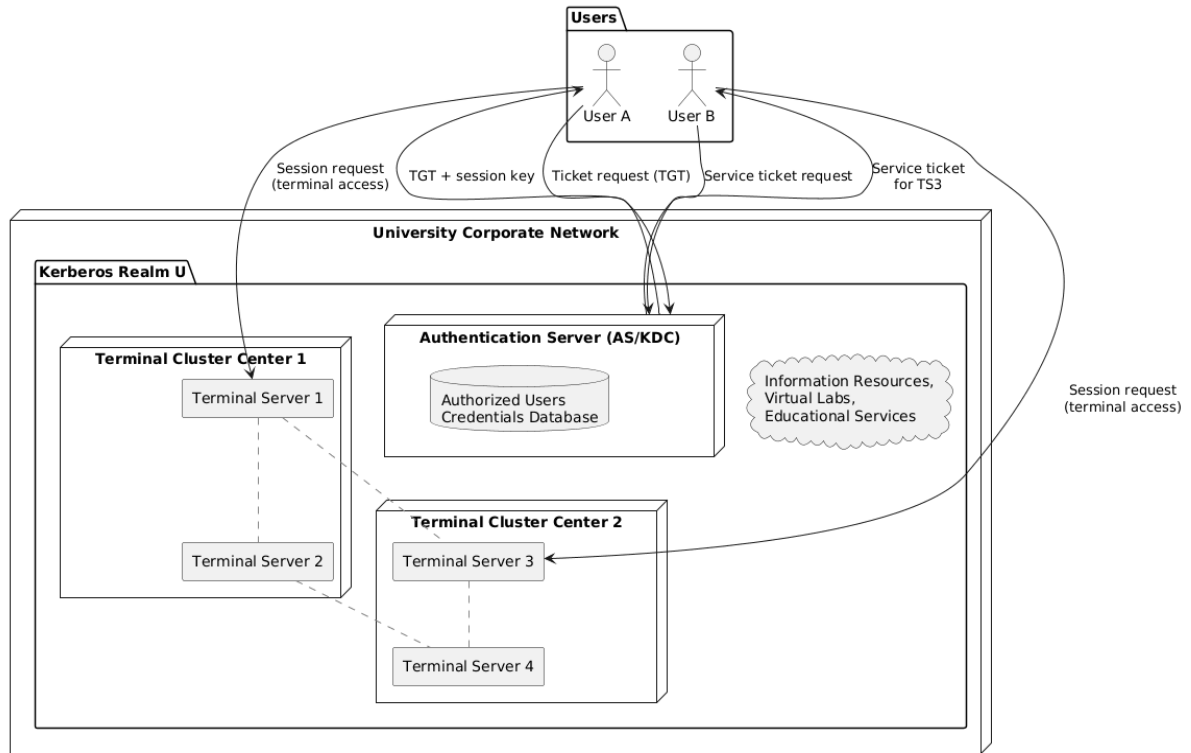 Users
User A
User B
Session request
(terminal access)
TGT + session key
Ticket request (TGT)
Service ticket request
Service ticket
for TS3
University Corporate Network
Kerberos Realm U
Terminal Cluster Center 1
Terminal Server 1
Terminal Server 2
Authentication Server (AS/KDC)
Authorized Users
Credentials Database
Information Resources,
Virtual Labs,
Educational Services
Session request
(terminal access)
Terminal Cluster Center 2
Terminal Server 3
Terminal Server 4